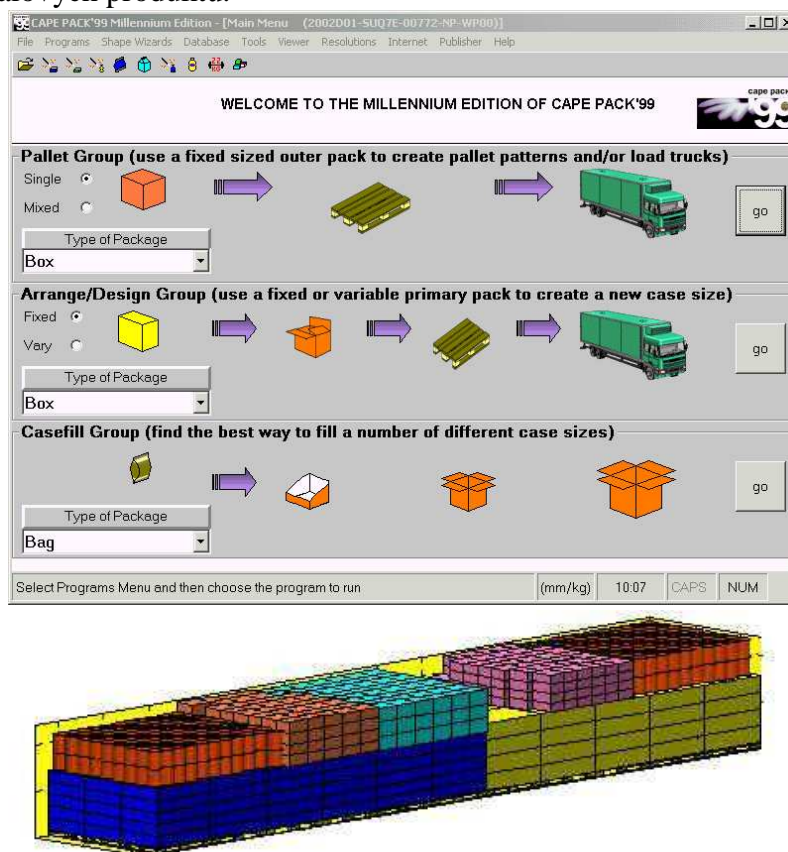 produktů.
CAPE PACK'99 Millennium Edition - [Main Menu (2002D01-5UQ7E-00772-NP-WP00)]
File Programs Shape Wizards Database Tools Viewer Resolutions Internet Publisher Help
WELCOME TO THE MILLENNIUM EDITION OF CAPE PACK'99
cape pack
'99
Pallet Group (use a fixed sized outer pack to create pallet patterns and/or load trucks)
Single
Mixed
go
Type of Package
Box
Arrange/Design Group (use a fixed or variable primary pack to create a new case size)
Fixed
Vary
go
Type of Package
Box
Casefill Group (find the best way to fill a number of different case sizes)
go
Type of Package
Bag
Select Programs Menu and then choose the program to run (mm/kg) 10:07 CAPS NUM